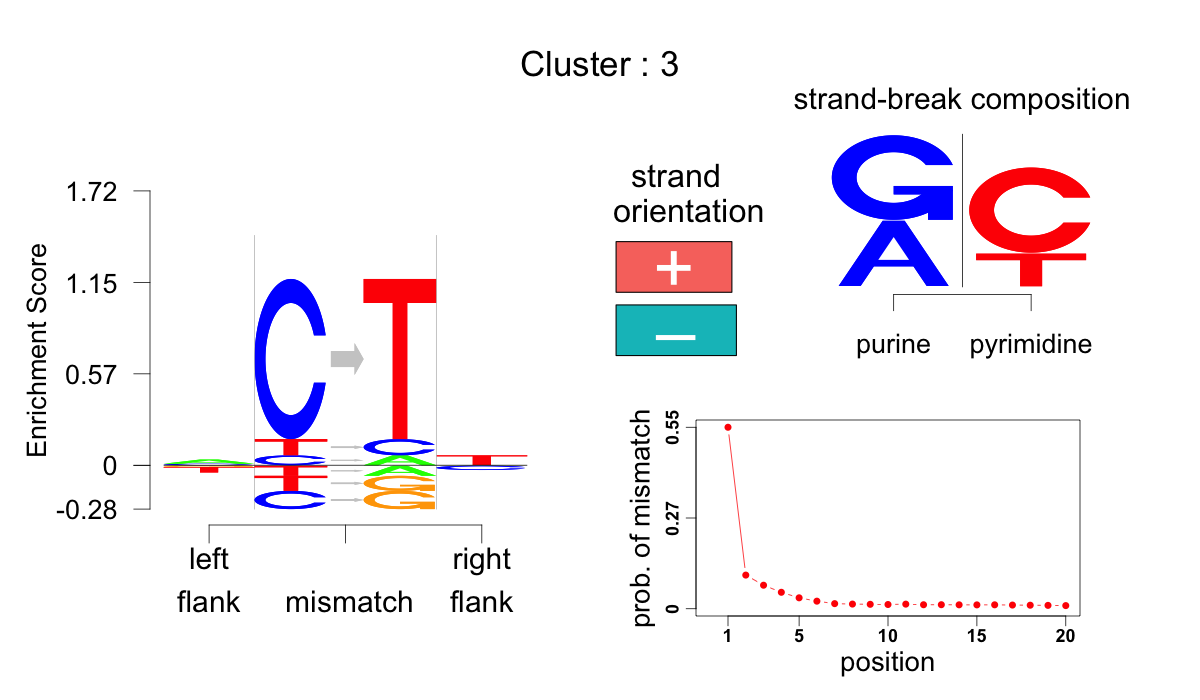 Cluster : 3
strand-break composition
G
C
A
T
purine
pyrimidine
strand
orientation
+
−
Enrichment Score
1.72
1.15
0.57
0
-0.28
C T
T C
C A
T A
T G
C G
left
flank
mismatch
right
flank
prob. of mismatch
0.55
0.27
0
1
5
10
15
20
position